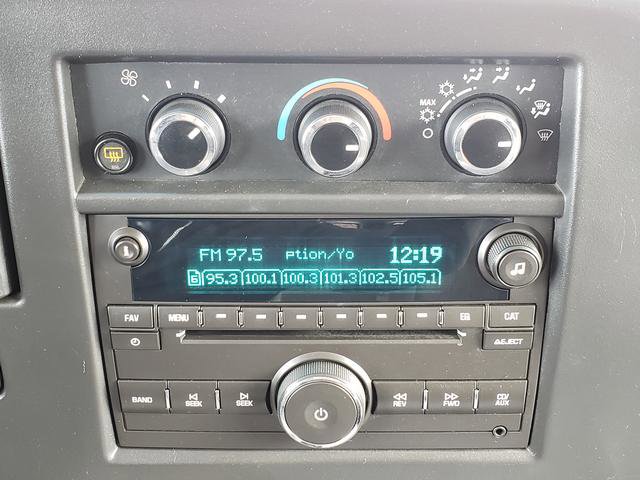 MAX
FM 97.5 ption/Yo 12:19
6 95.3 100.1 100.3 101.3 102.5 105.1
FAV MENU EQ CAT
EJECT
BAND SEEK SEEK REV FWD CD/
AUX